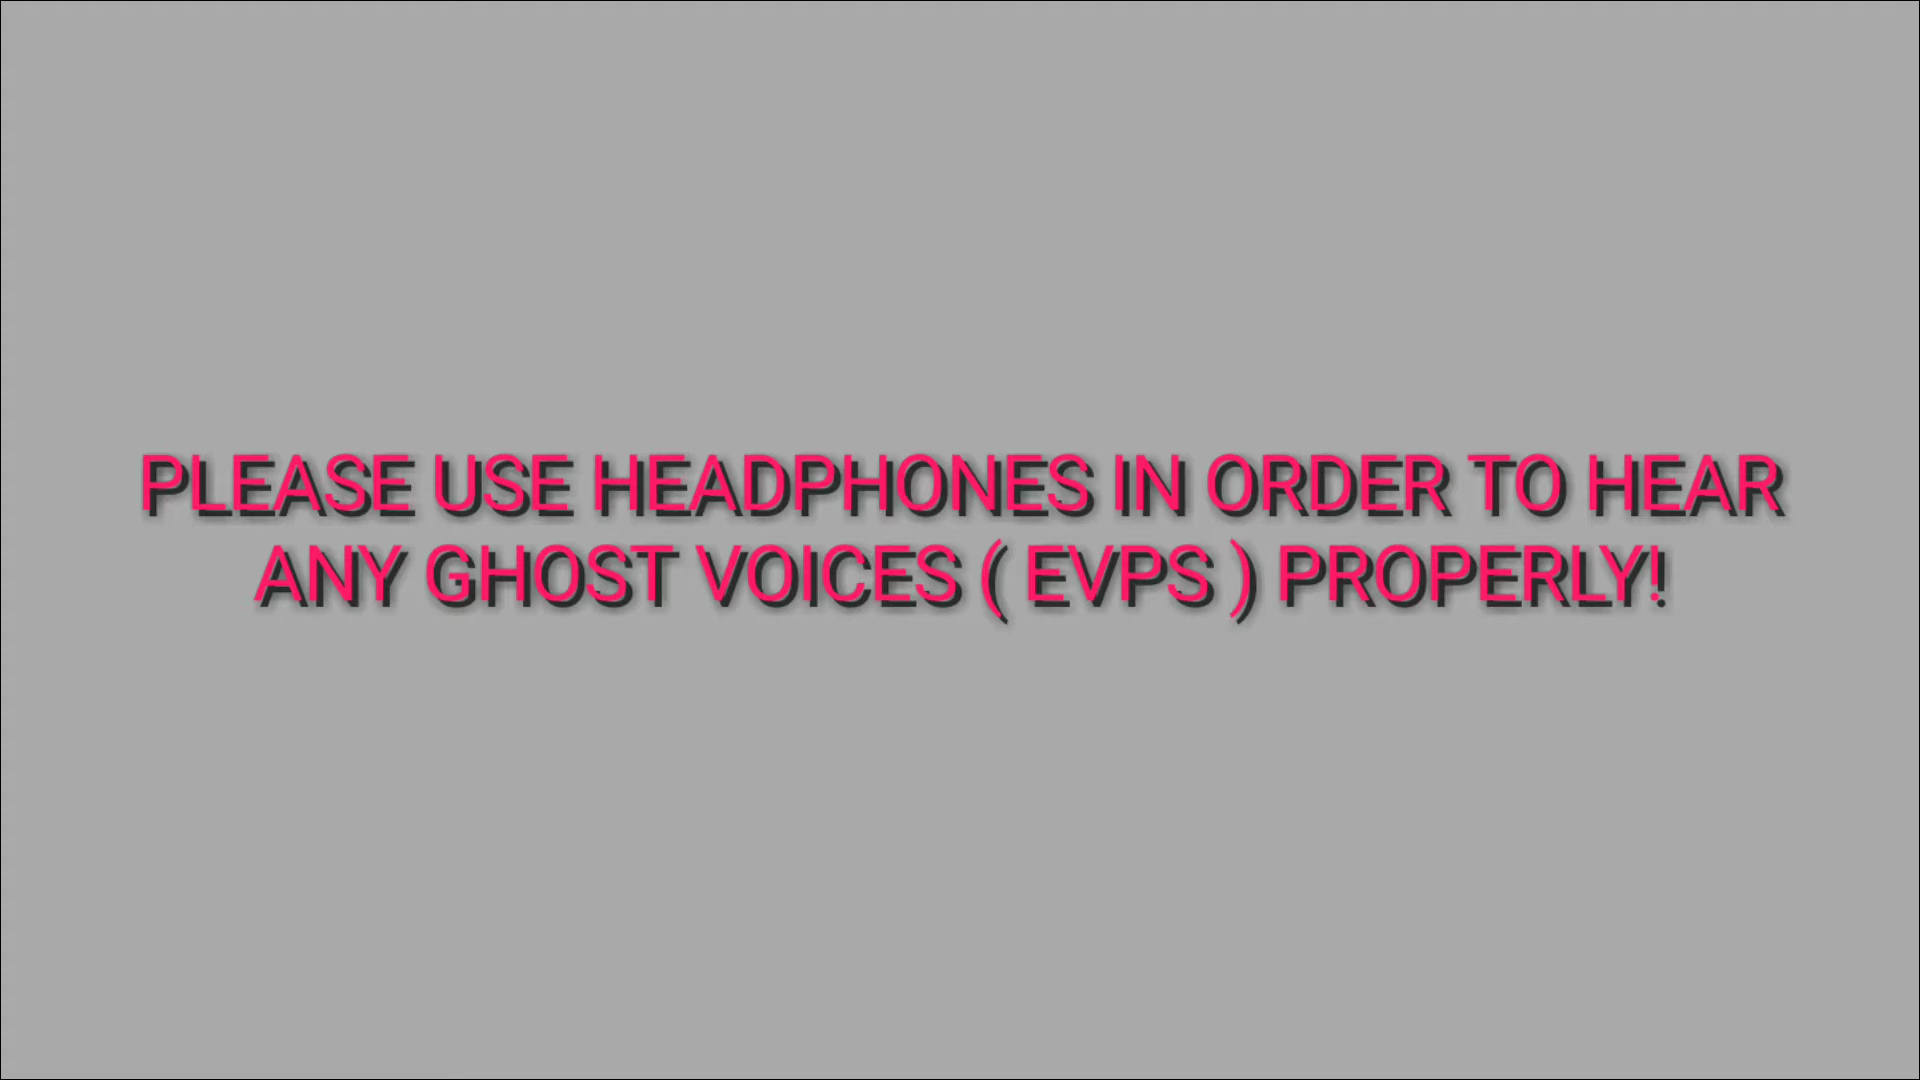 PLEASE USE HEADPHONES IN ORDER TO HEAR
ANY GHOST VOICES ( EVPS ) PROPERLY!